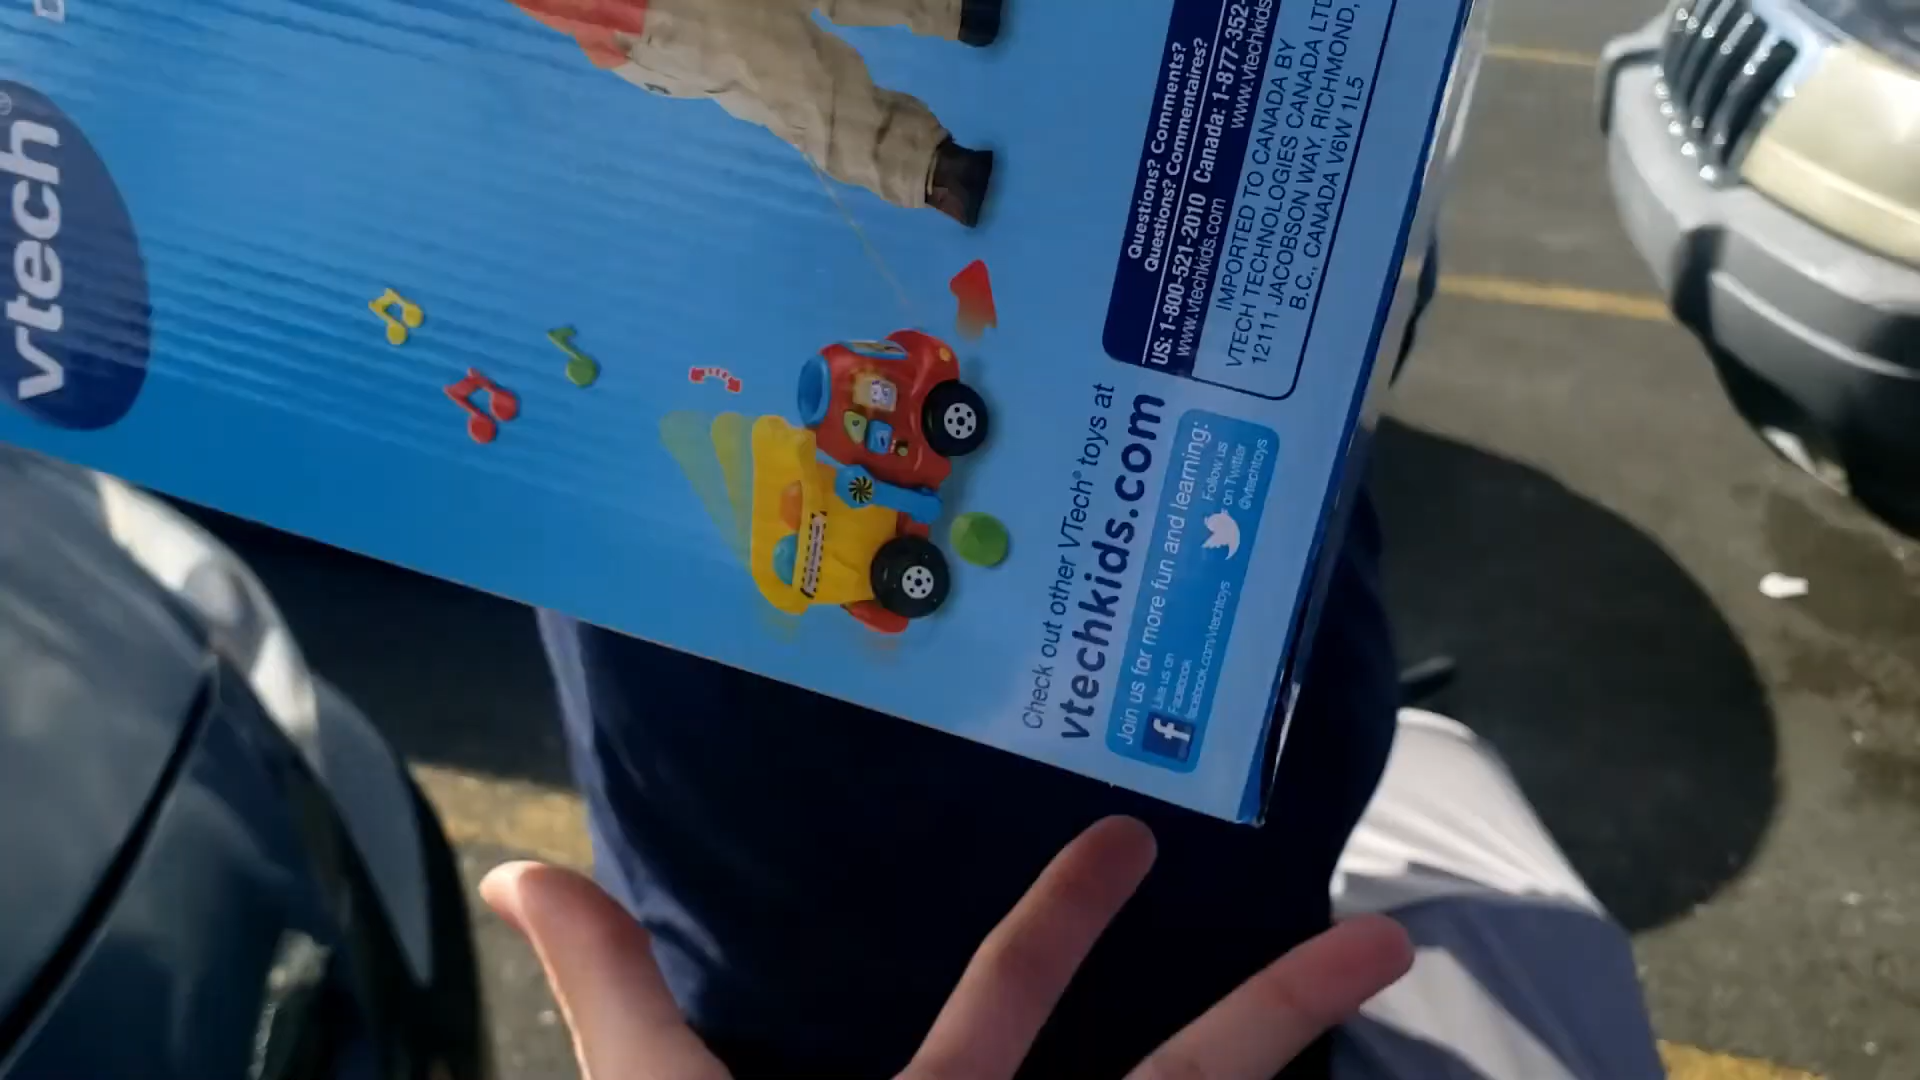 vtech®
Questions? Comments?
Questions? Commentaires?
US: 1-800-521-2010 Canada: 1-877-352-
www.vtechkids.com www.vtechkids
IMPORTED TO CANADA BY
VTECH TECHNOLOGIES CANADA LTD
12111 JACOBSON WAY, RICHMOND,
B.C., CANADA V6W 1L5
Check out other VTech® toys at
vtechkids.com
Join us for more fun and learning:
f
Like us on
Facebook
facebook.com/vtechtoys
Follow us
on Twitter
@vtechtoys